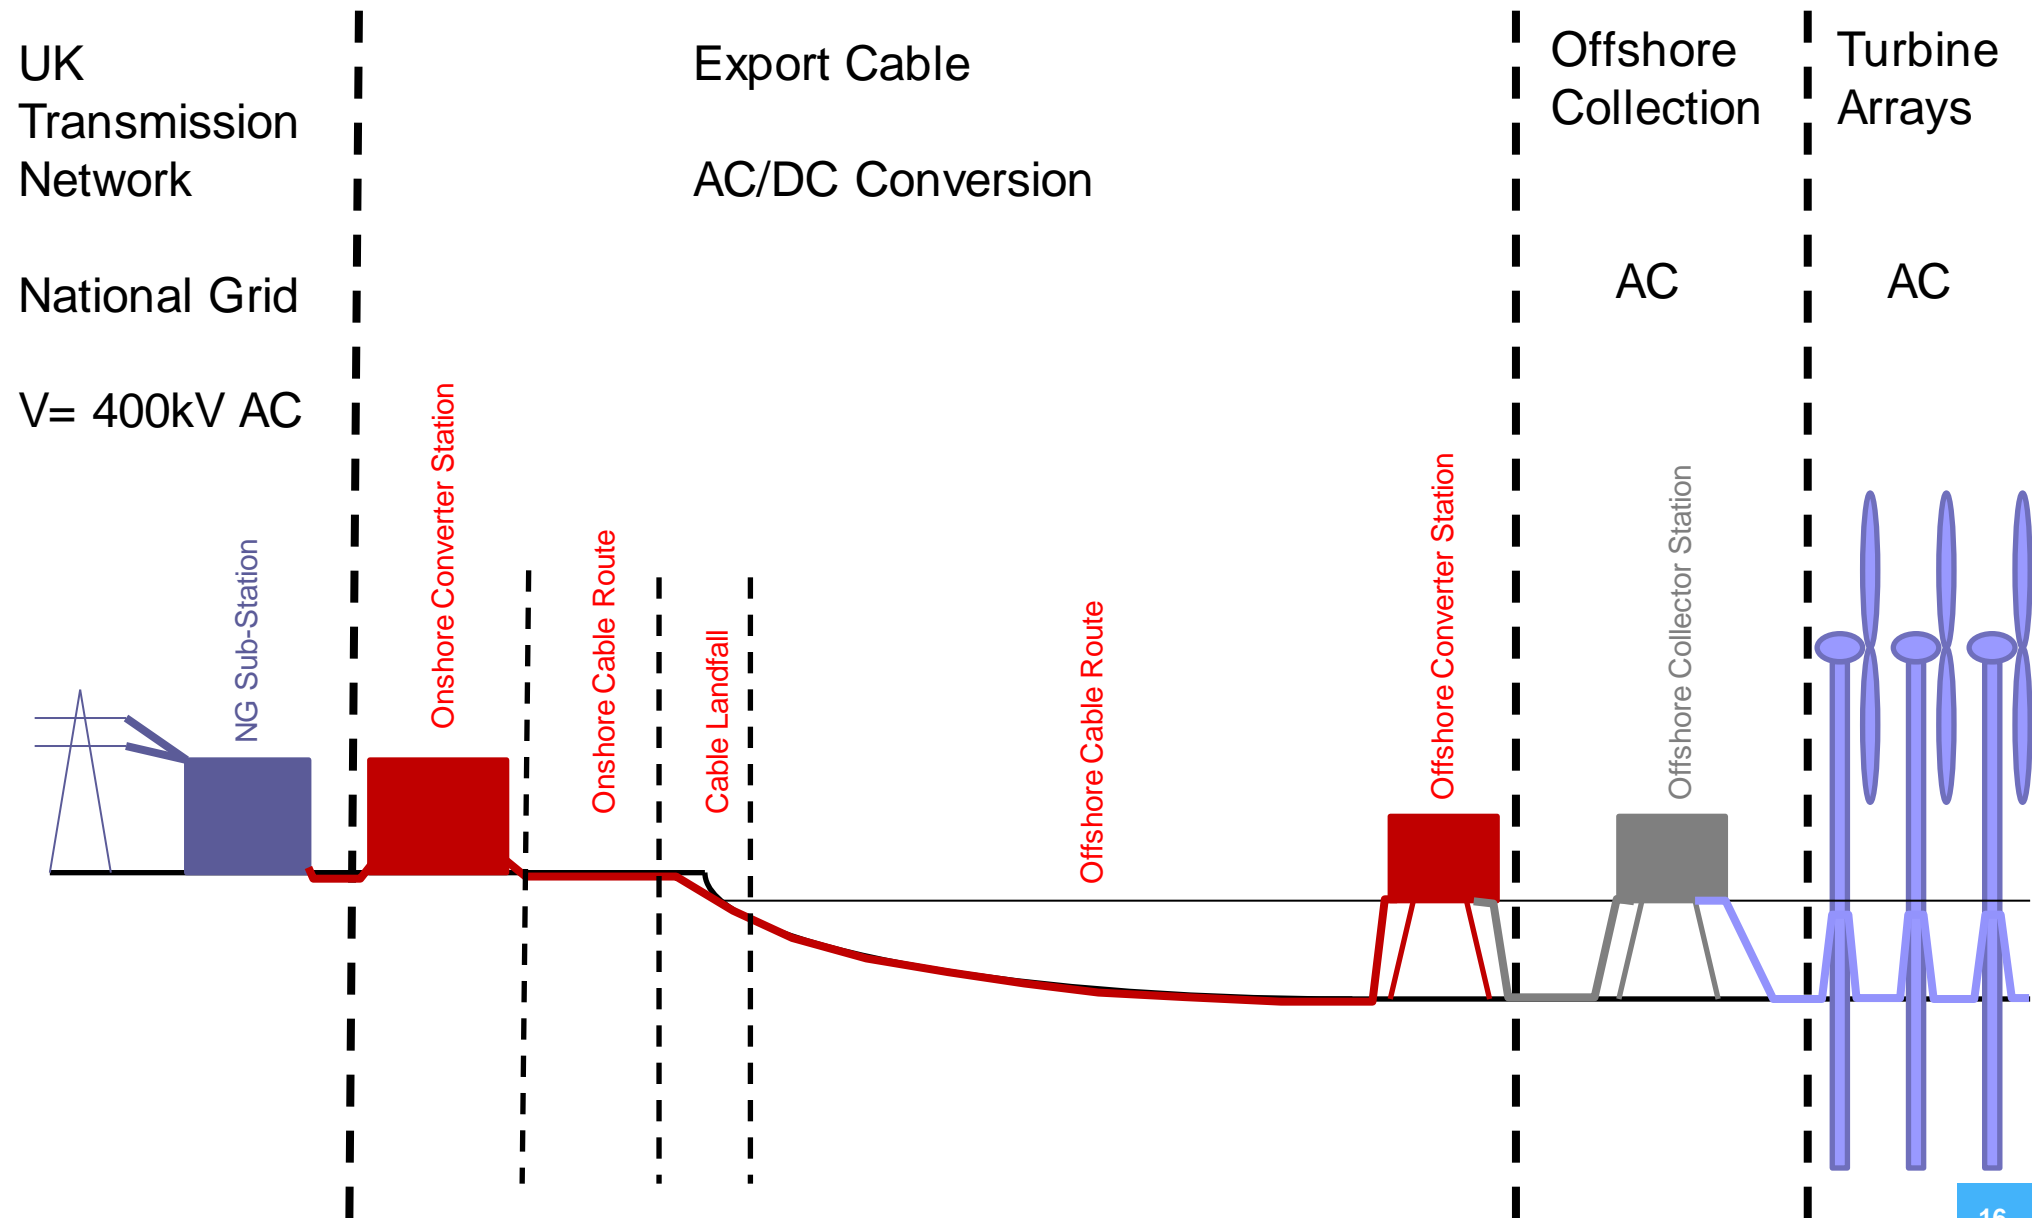 UK
Transmission
Network
National Grid
V= 400kV AC
Export Cable
AC/DC Conversion
Offshore
Collection
AC
Turbine
Arrays
AC
NG Sub-Station
Onshore Converter Station
Onshore Cable Route
Cable Landfall
Offshore Cable Route
Offshore Converter Station
Offshore Collector Station
16